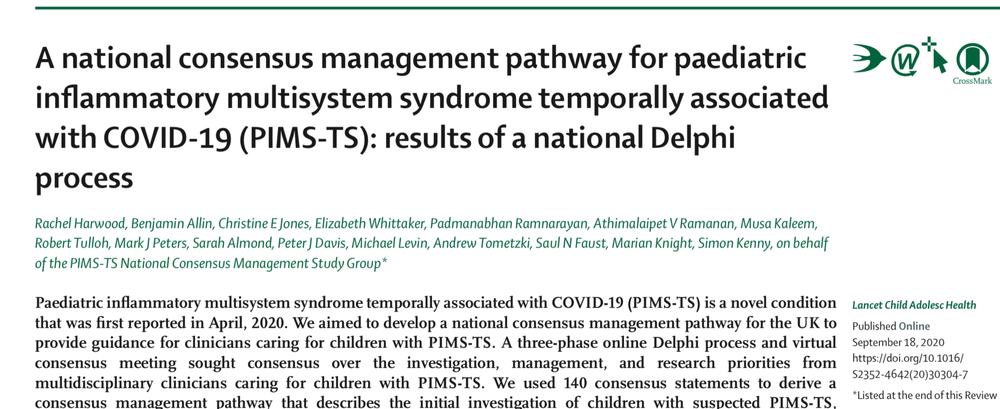 A national consensus management pathway for paediatric
inflammatory multisystem syndrome temporally associated
with COVID-19 (PIMS-TS): results of a national Delphi
process
W
CrossMark
Rachel Harwood, Benjamin Allin, Christine E Jones, Elizabeth Whittaker, Padmanabhan Ramnarayan, Athimalaipet V Ramanan, Musa Kaleem,
Robert Tulloh, Mark J Peters, Sarah Almond, Peter J Davis, Michael Levin, Andrew Tometzki, Saul N Faust, Marian Knight, Simon Kenny, on behalf
of the PIMS-TS National Consensus Management Study Group*
Paediatric inflammatory multisystem syndrome temporally associated with COVID-19 (PIMS-TS) is a novel condition
that was first reported in April, 2020. We aimed to develop a national consensus management pathway for the UK to
provide guidance for clinicians caring for children with PIMS-TS. A three-phase online Delphi process and virtual
consensus meeting sought consensus over the investigation, management, and research priorities from
multidisciplinary clinicians caring for children with PIMS-TS. We used 140 consensus statements to derive a
consensus management pathway that describes the initial investigation of children with suspected PIMS-TS,
Lancet Child Adolesc Health
Published Online
September 18, 2020
https://doi.org/10.1016/
S2352-4642(20)30304-7
*Listed at the end of this Review